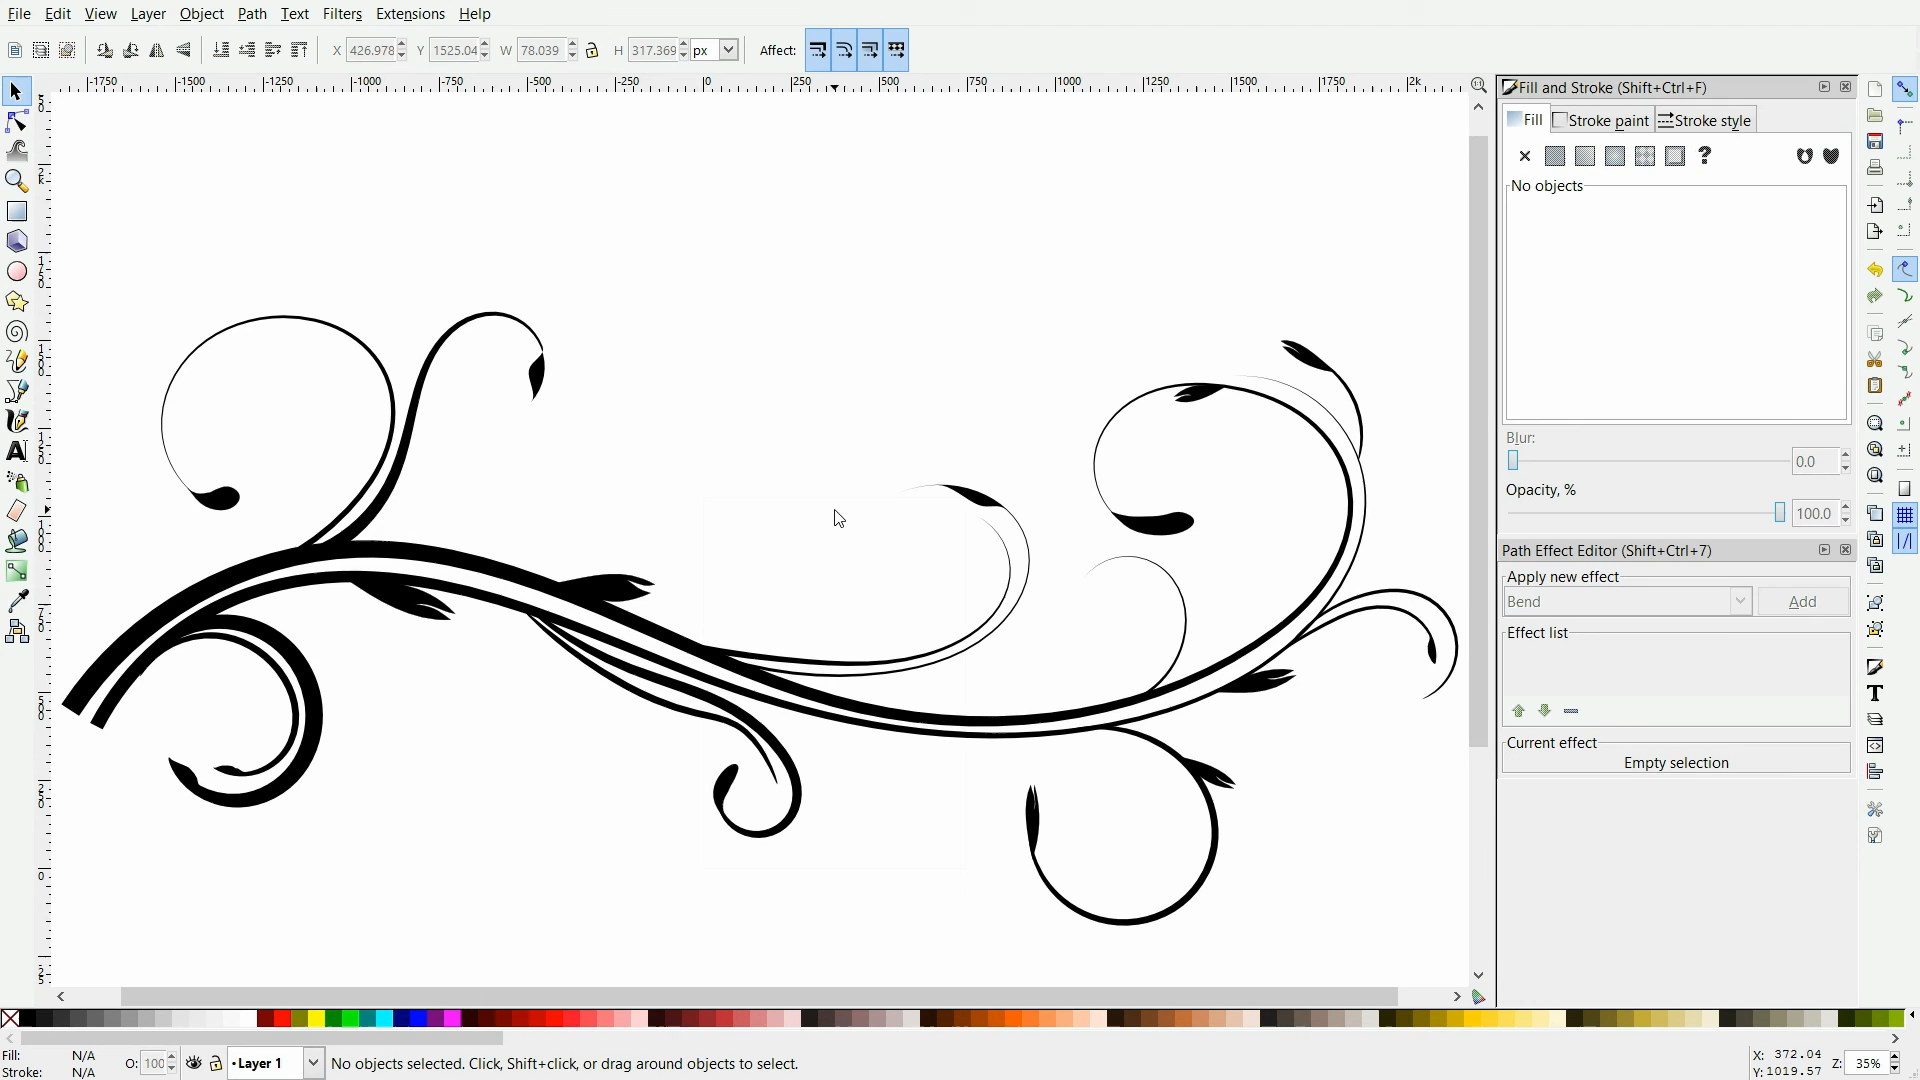 File Edit View Layer Object Path Text Filters Extensions Help
X 426.978 Y 1525.04 W 78.039 H 317.369 px Affect:
-1750 -1500 -1250 -1000 -750 -500 -250 0 250 500 750 1000 1250 1500 1750 2k
Fill and Stroke (Shift+Ctrl+F)
Fill Stroke paint Stroke style
?
No objects
Blur:
0.0
Opacity, %
100.0
Path Effect Editor (Shift+Ctrl+7)
Apply new effect
Bend Add
Effect list
Current effect
Empty selection
Fill: N/A
Stroke: N/A
O: 100
•Layer 1
No objects selected. Click, Shift+click, or drag around objects to select.
X: 372.04
Y: 1019.57
Z: 35%